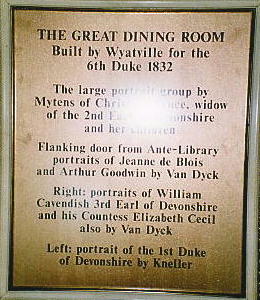 THE GREAT DINING ROOM
Built by Wyatville for the
6th Duke 1832
The large portrait group by
Mytens of widow
of the 2nd
and her children
Flanking door from Ante-Library
portraits of Jeanne de Blois
and Arthur Goodwin by Van Dyck
Right: portraits of William
Cavendish 3rd Earl of Devonshire
and his Countess Elizabeth Cecil
also by Van Dyck
Left: portrait of the 1st Duke
of Devonshire by Kneller